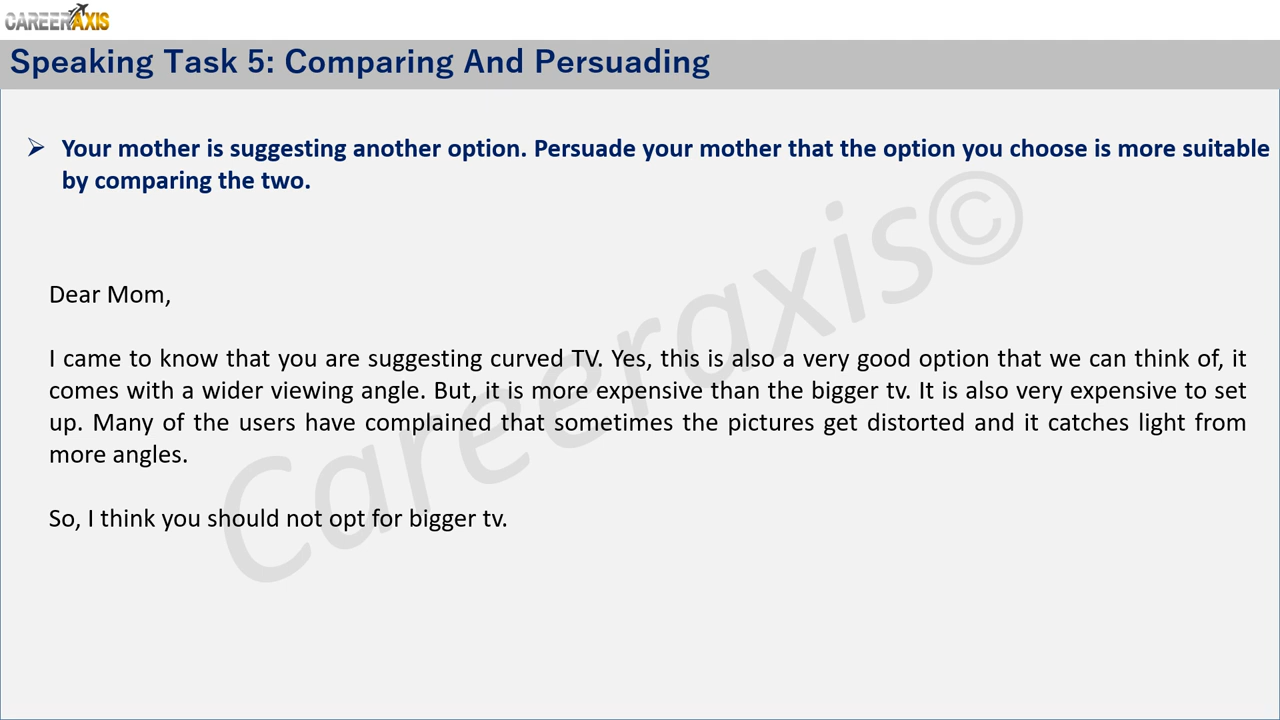 CAREERAXIS
Speaking Task 5: Comparing And Persuading
➢ Your mother is suggesting another option. Persuade your mother that the option you choose is more suitable
by comparing the two.
Careeraxis©
Dear Mom,
I came to know that you are suggesting curved TV. Yes, this is also a very good option that we can think of, it
comes with a wider viewing angle. But, it is more expensive than the bigger tv. It is also very expensive to set
up. Many of the users have complained that sometimes the pictures get distorted and it catches light from
more angles.
So, I think you should not opt for bigger tv.